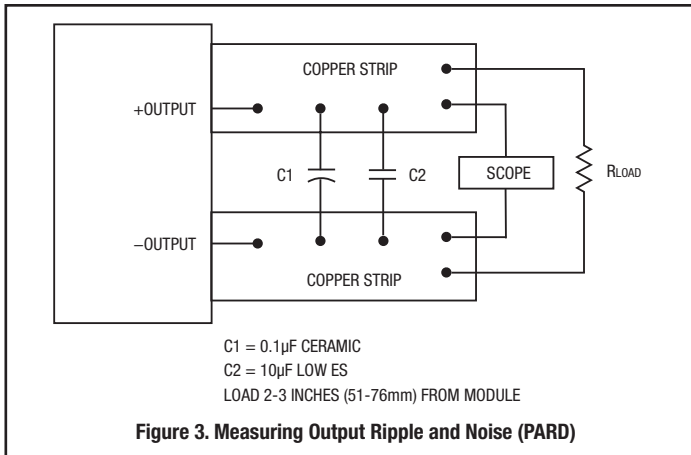 COPPER STRIP
+OUTPUT
C1
C2
SCOPE
RLOAD
−OUTPUT
COPPER STRIP
C1 = 0.1µF CERAMIC
C2 = 10µF LOW ES
LOAD 2-3 INCHES (51-76mm) FROM MODULE
Figure 3. Measuring Output Ripple and Noise (PARD)